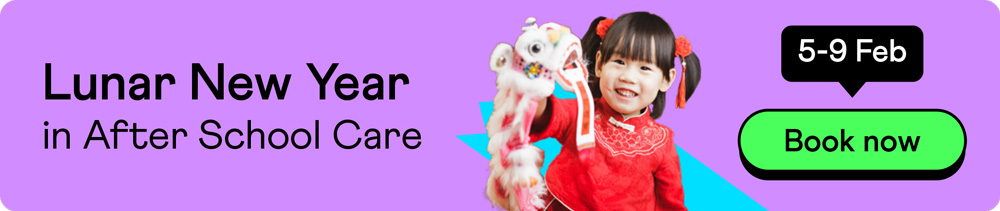 Lunar New Year
in After School Care
5-9 Feb
Book now